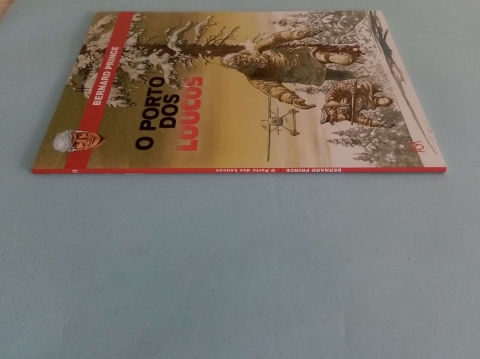 BERNARD PRINCE
O PORTO
DOS
LOUCOS
BERNARD PRINCE - O Porto dos Loucos